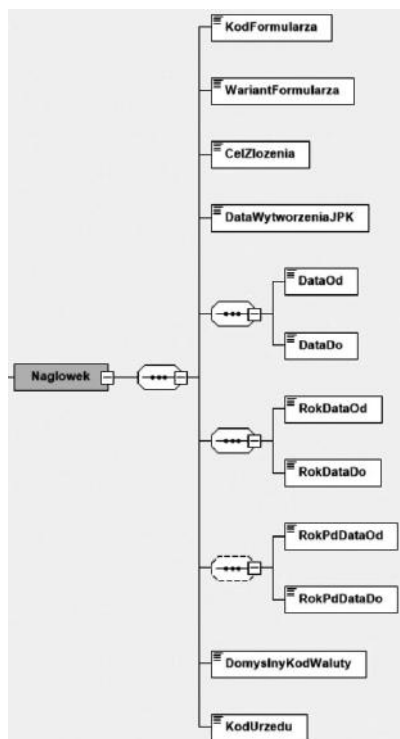 KodFormularza
WariantFormularza
CelZlozenia
DataWytworzeniaJPK
DataOd
DataDo
Naglowek
RokDataOd
RokDataDo
RokPdDataOd
RokPdDataDo
DomyslnyKodWaluty
KodUrzedu